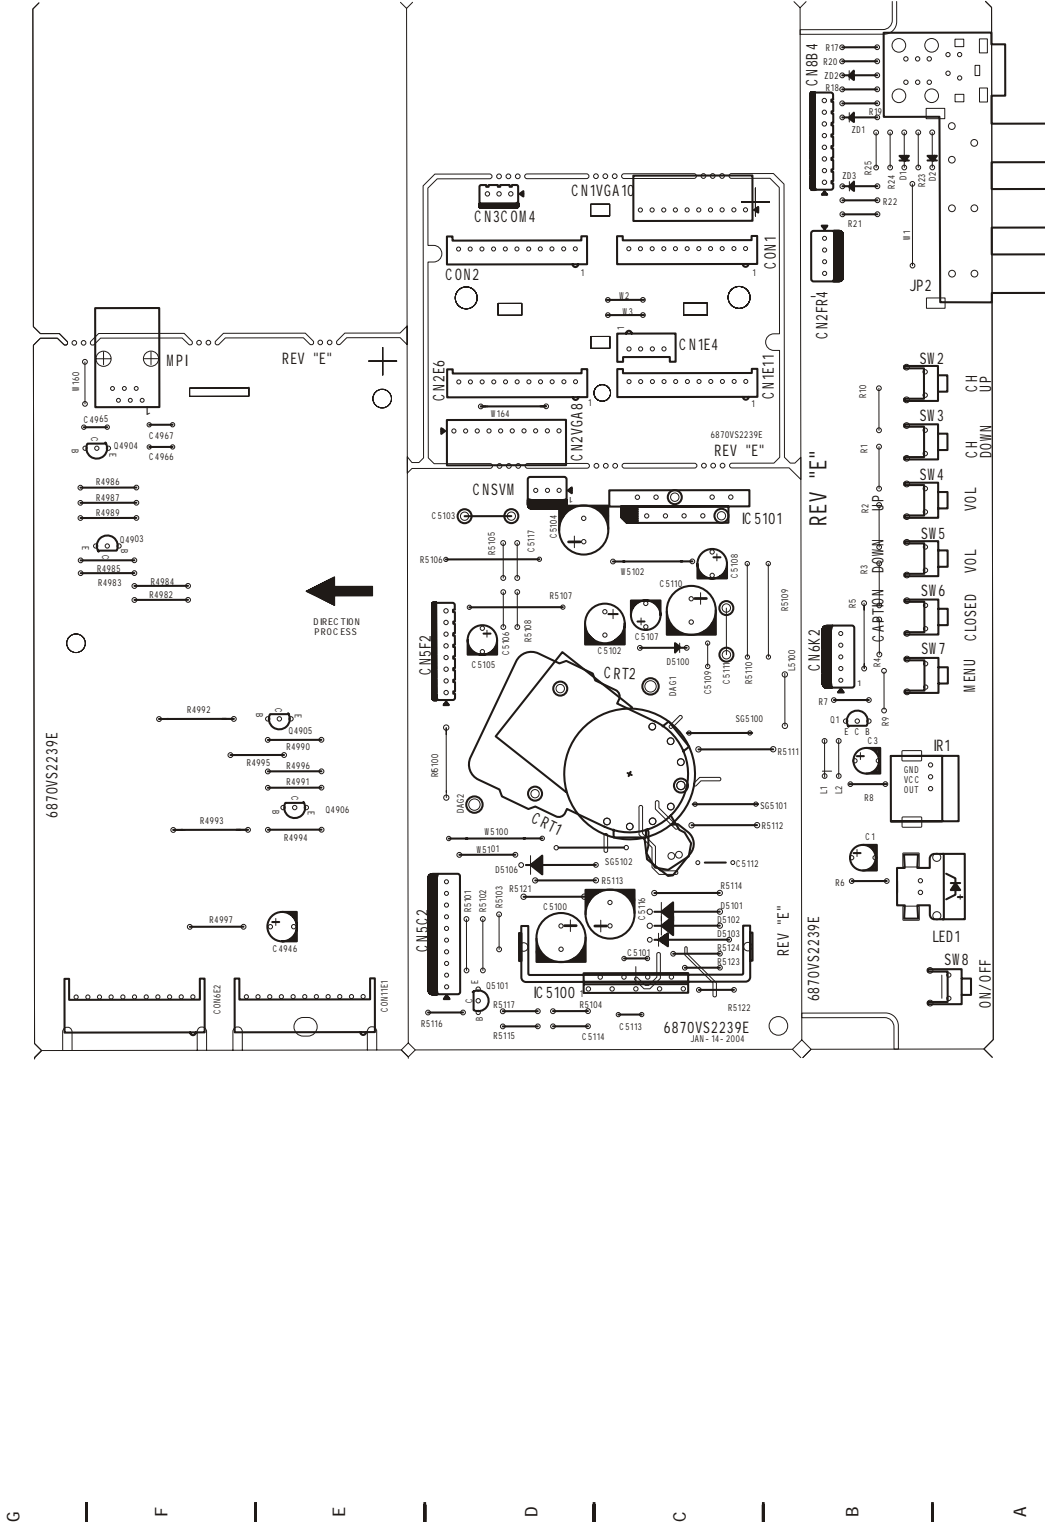 MPI
REV "E"
W160
C4965
C4967
C4966
Q4904
B
C
E
R4986
R4987
R4989
Q4903
E
C
B
R4985
R4983
R4984
R4982
DIRECTION
PROCESS
R4992
B
C
E
Q4905
R4990
R4995
R4996
R4991
B
C
E
Q4906
R4993
R4994
R4997
C4946
6870VS2239E
CON6E2
CON11E1
CN3COM4
CN1VGA10
CON2
1
CON1
1
W2
W3
1
CN1E4
CN2E6
CN1E11
W164
CN2VGA8
6870VS2239E
REV "E"
CNSVM
1
C5103
C5104
IC5101
R5105
C5117
R5106
W5102
C5108
C5110
R5109
R5107
CN5F2
C5105
C5106
R5108
C5102
C5107
D5100
C5109
C5111
R5110
L5100
CRT2
DAG1
SG5100
R5111
R5100
DAG2
CRT1
SG5101
R5112
W5100
W5101
D5106
SG5102
C5112
R5113
R5121
R5114
CN5C2
R5101
R5102
R5103
C5100
C5116
D5101
D5102
D5103
R5124
R5123
C5101
REV "E"
IC5100
1
Q5101
E
C
B
R5116
R5117
R5104
R5115
C5114
C5113
R5122
6870VS2239E
JAN-14-2004
CN8B4
R17
R20
ZD2
R18
R19
ZD1
R25
R24
D1
R23
D2
ZD3
R22
R21
W1
JP2
CN2FR4
SW2
CH
UP
R10
SW3
CH
DOWN
R1
SW4
VOL
UP
R2
REV "E"
SW5
VOL
DOWN
R3
SW6
CLOSED
CAPTION
R5
SW7
MENU
R4
CN6K2
1
R7
R9
Q1
E C B
C3
IR1
GND
VCC
OUT
L1
L2
R8
C1
R6
LED1
6870VS2239E
SW8
ON/OFF
G
F
E
D
C
B
A